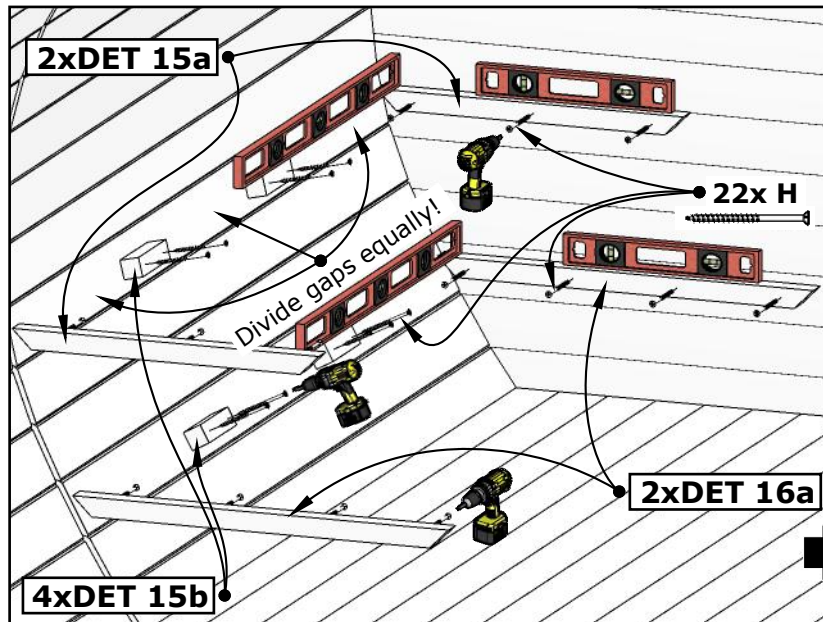 2xDET 15a
22x H
Divide gaps equally!
2xDET 16a
4xDET 15b